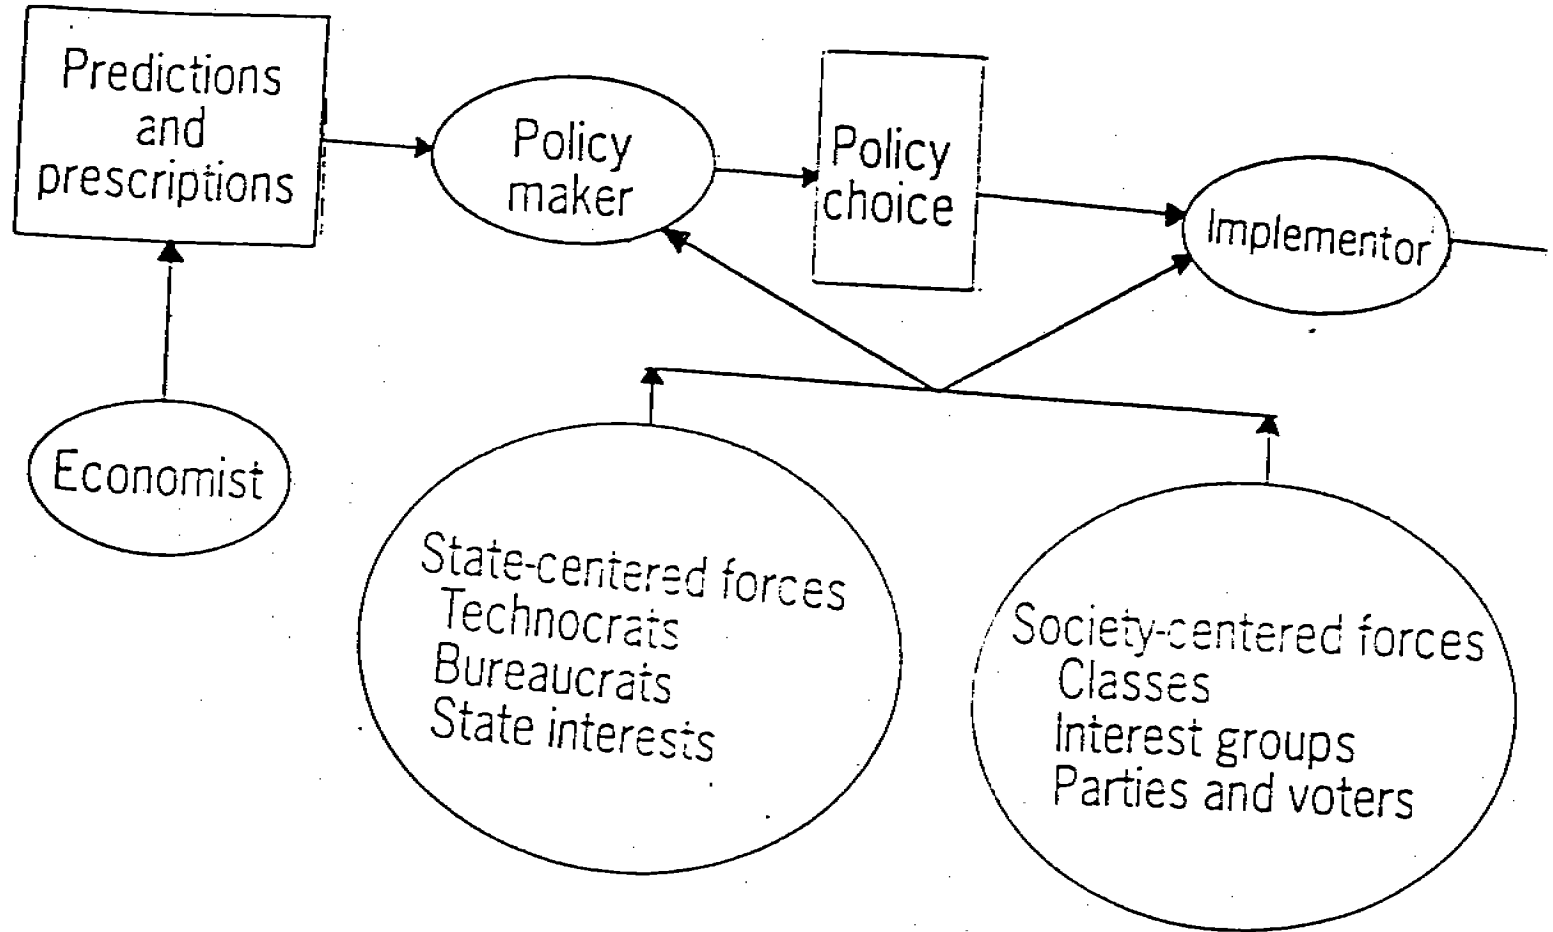 Predictions
and
prescriptions
Policy
maker
Policy
choice
Implementor
Economist
State-centered forces
Technocrats
Bureaucrats
State interests
Society-centered forces
Classes
Interest groups
Parties and voters